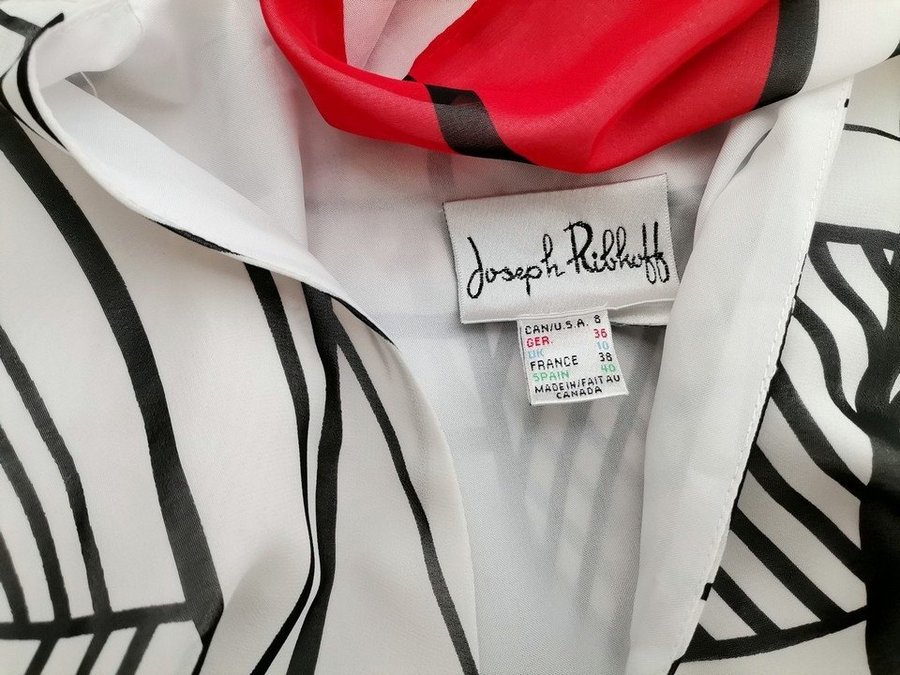 Joseph Ribkoff
CAN/U.S.A. 8
GER. 36
UK 10
FRANCE 38
SPAIN 40
MADE IN/FAIT AU
CANADA